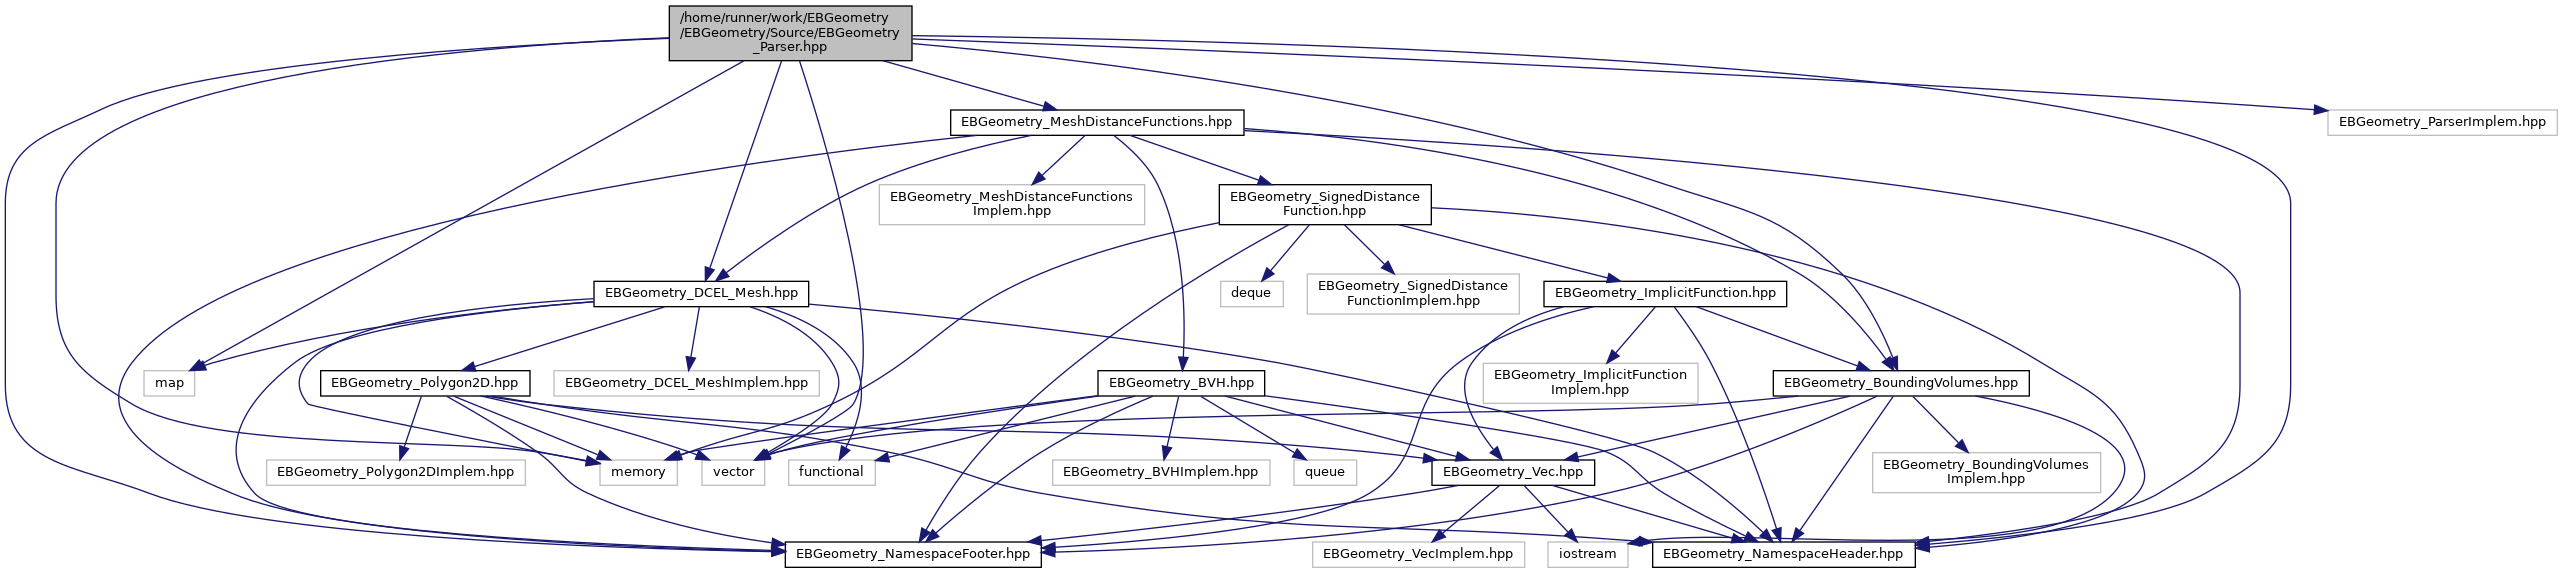 /home/runner/work/EBGeometry
/EBGeometry/Source/EBGeometry
_Parser.hpp
EBGeometry_MeshDistanceFunctions.hpp
EBGeometry_ParserImplem.hpp
EBGeometry_MeshDistanceFunctions
Implem.hpp
EBGeometry_SignedDistance
Function.hpp
EBGeometry_DCEL_Mesh.hpp
deque
EBGeometry_SignedDistance
FunctionImplem.hpp
EBGeometry_ImplicitFunction.hpp
map
EBGeometry_Polygon2D.hpp
EBGeometry_DCEL_MeshImplem.hpp
EBGeometry_BVH.hpp
EBGeometry_ImplicitFunction
Implem.hpp
EBGeometry_BoundingVolumes.hpp
EBGeometry_Polygon2DImplem.hpp
memory
vector
functional
EBGeometry_BVHImplem.hpp
queue
EBGeometry_Vec.hpp
EBGeometry_BoundingVolumes
Implem.hpp
EBGeometry_NamespaceFooter.hpp
EBGeometry_VecImplem.hpp
iostream
EBGeometry_NamespaceHeader.hpp